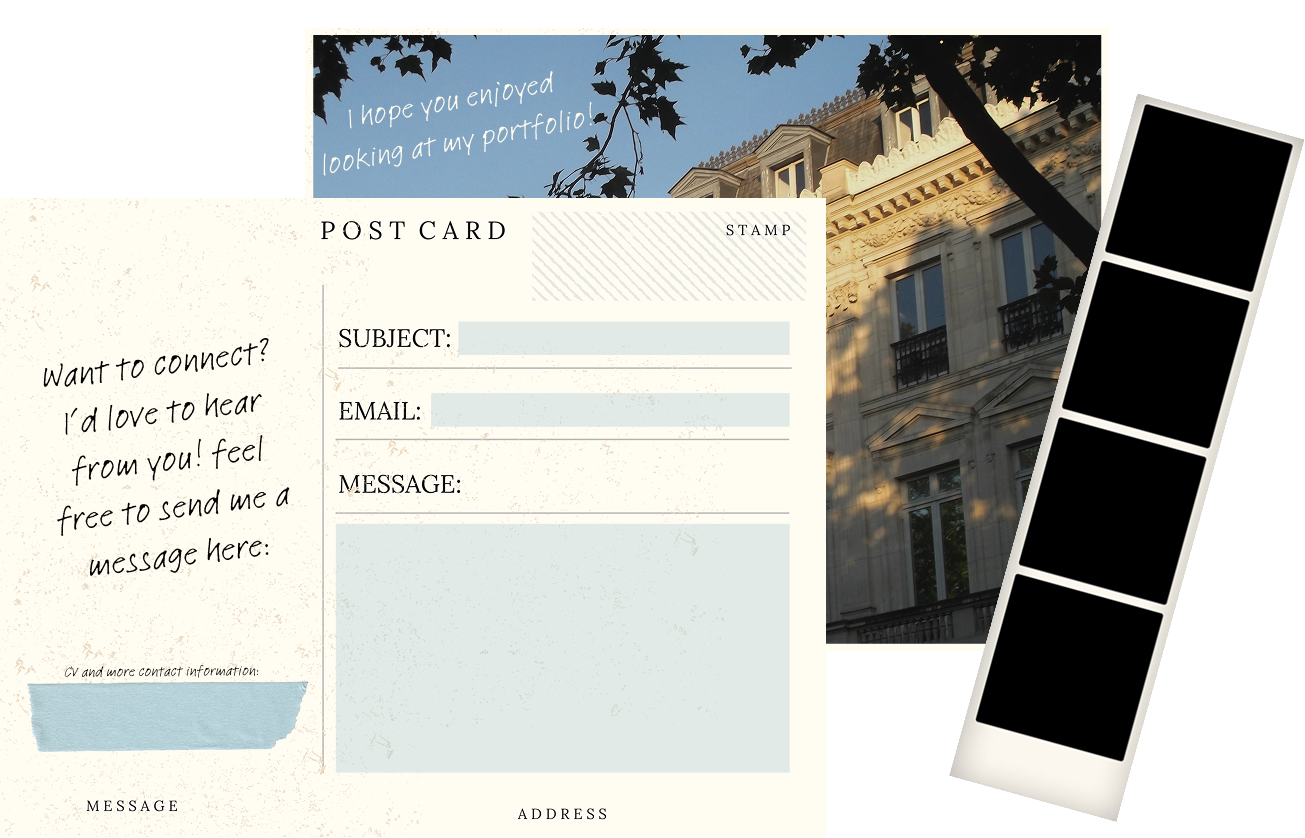 I hope you enjoyed
looking at my portfolio!
POST CARD
STAMP
Want to connect?
I'd love to hear
from you! feel
free to send me a
message here:
SUBJECT:
EMAIL:
MESSAGE:
CV and more contact information:
MESSAGE
ADDRESS